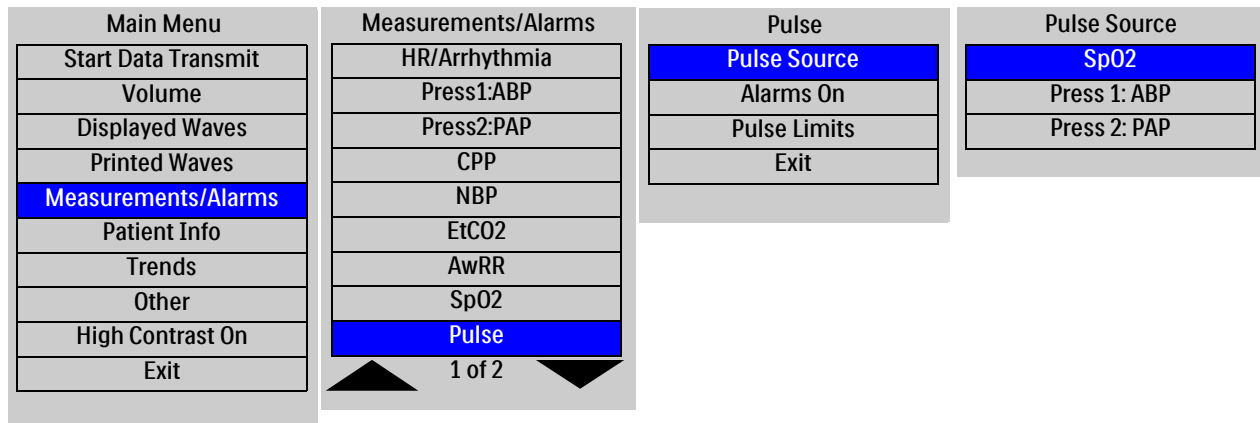 Main Menu
Start Data Transmit
Volume
Displayed Waves
Printed Waves
Measurements/Alarms
Patient Info
Trends
Other
High Contrast On
Exit
Measurements/Alarms
HR/Arrhythmia
Press1:ABP
Press2:PAP
CPP
NBP
EtCO2
AwRR
SpO2
Pulse
1 of 2
Pulse
Pulse Source
Alarms On
Pulse Limits
Exit
Pulse Source
SpO2
Press 1: ABP
Press 2: PAP